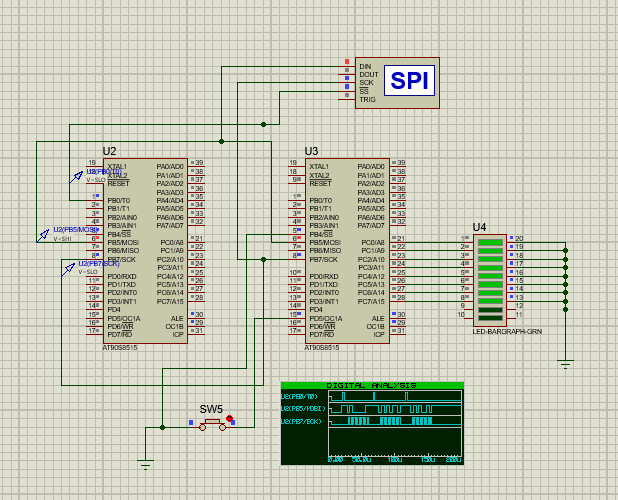 DIN
DOUT
SCK
SS
TRIG
SPI
U2
19 XTAL1 PA0/AD0 39
18 XTAL2 PA1/AD1 38
9 RESET PA2/AD2 37
PA3/AD3 36
PA4/AD4 35
1 PB0/T0 PA5/AD5 34
2 PB1/T1 PA6/AD6 33
3 PB2/AIN0 PA7/AD7 32
4 PB3/AIN1
5 PB4/SS
6 PB5/MOSI PC0/A8 21
7 PB6/MISO PC1/A9 22
8 PB7/SCK PC2/A10 23
PC3/A11 24
10 PD0/RXD PC4/A12 25
11 PD1/TXD PC5/A13 26
12 PD2/INT0 PC6/A14 27
13 PD3/INT1 PC7/A15 28
14 PD4
15 PD5/OC1A ALE 30
16 PD6/WR OC1B 29
17 PD7/RD ICP 31
AT90S8515
U2(PB0/T0)
V=SLO
U2(PB5/MOSI)
V=SHI
U2(PB7/SCK)
V=SLO
U3
19 XTAL1 PA0/AD0 39
18 XTAL2 PA1/AD1 38
9 RESET PA2/AD2 37
PA3/AD3 36
PA4/AD4 35
1 PB0/T0 PA5/AD5 34
2 PB1/T1 PA6/AD6 33
3 PB2/AIN0 PA7/AD7 32
4 PB3/AIN1
5 PB4/SS
6 PB5/MOSI PC0/A8 21
7 PB6/MISO PC1/A9 22
8 PB7/SCK PC2/A10 23
PC3/A11 24
10 PD0/RXD PC4/A12 25
11 PD1/TXD PC5/A13 26
12 PD2/INT0 PC6/A14 27
13 PD3/INT1 PC7/A15 28
14 PD4
15 PD5/OC1A ALE 30
16 PD6/WR OC1B 29
17 PD7/RD ICP 31
AT90S8515
U4
1 20
2 19
3 18
4 17
5 16
6 15
7 14
8 13
9 12
10 11
LED-BARGRAPH-GRN
SW5
DIGITAL ANALYSIS
U2(PB0/T0)
U2(PB5/MOSI)
U2(PB7/SCK)
0.00 50.0u 100u 150u 200u